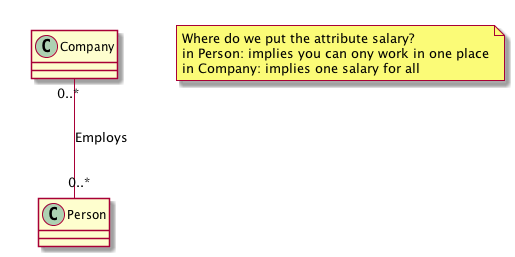 C Company
0..*
Employs
0..*
C Person
Where do we put the attribute salary?
in Person: implies you can ony work in one place
in Company: implies one salary for all